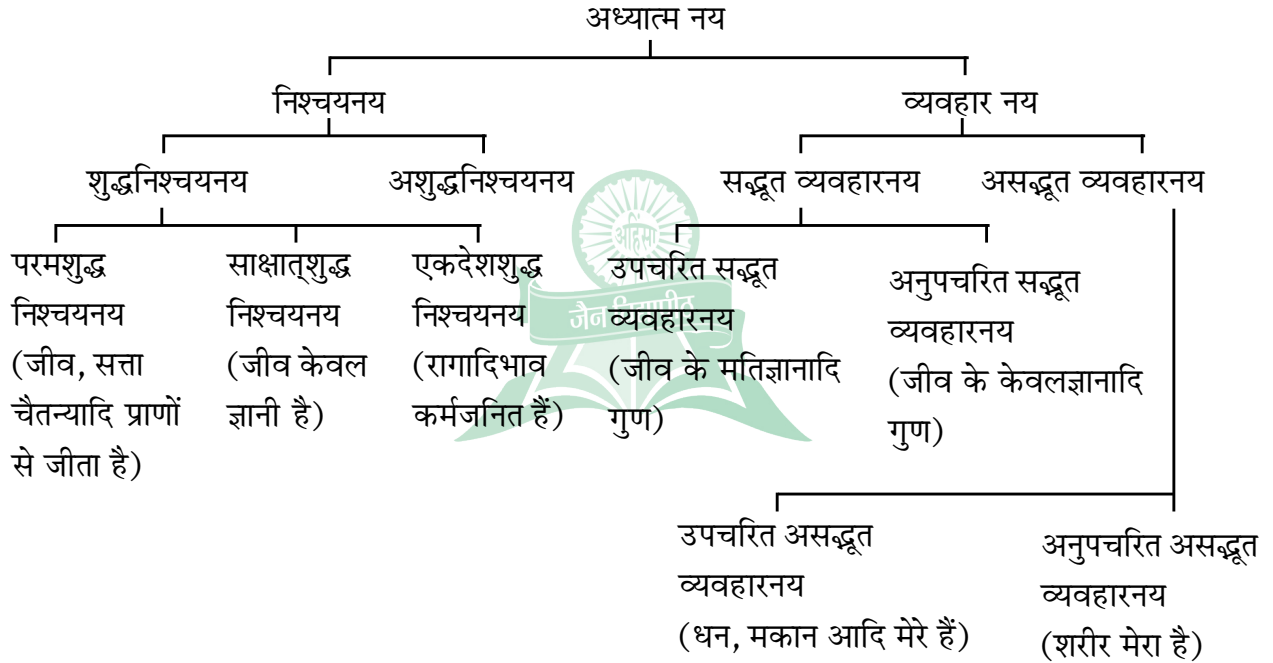 अध्यात्म नय
निश्चयनय
व्यवहार नय
शुद्धनिश्चयनय
अशुद्धनिश्चयनय
सद्भूत व्यवहारनय
असद्भूत व्यवहारनय
परमशुद्ध
निश्चयनय
(जीव, सत्ता
चैतन्यादि प्राणों
से जीता है)
साक्षात्शुद्ध
निश्चयनय
(जीव केवल
ज्ञानी है)
एकदेशशुद्ध
निश्चयनय
(रागादिभाव
कर्मजनित हैं)
उपचरित सद्भूत
व्यवहारनय
(जीव के मतिज्ञानादि
गुण)
अनुपचरित सद्भूत
व्यवहारनय
(जीव के केवलज्ञानादि
गुण)
उपचरित असद्भूत
व्यवहारनय
(धन, मकान आदि मेरे हैं)
अनुपचरित असद्भूत
व्यवहारनय
(शरीर मेरा है)
अहिंसा
जैन